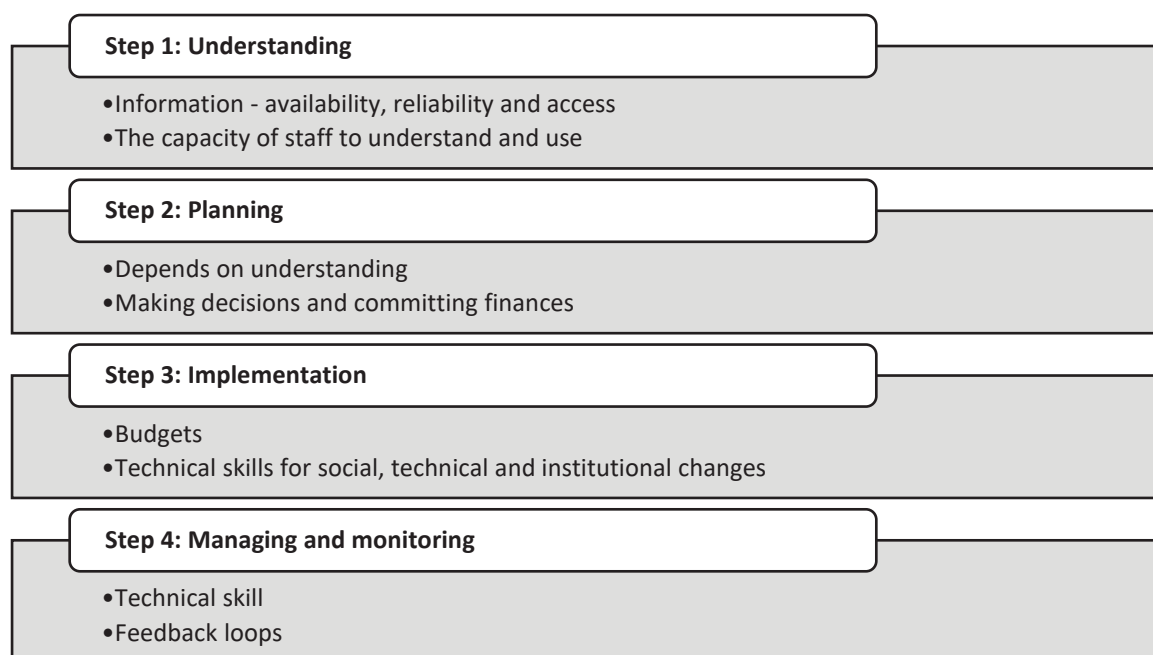 Step 1: Understanding
•Information - availability, reliability and access
•The capacity of staff to understand and use
Step 2: Planning
•Depends on understanding
•Making decisions and committing finances
Step 3: Implementation
•Budgets
•Technical skills for social, technical and institutional changes
Step 4: Managing and monitoring
•Technical skill
•Feedback loops